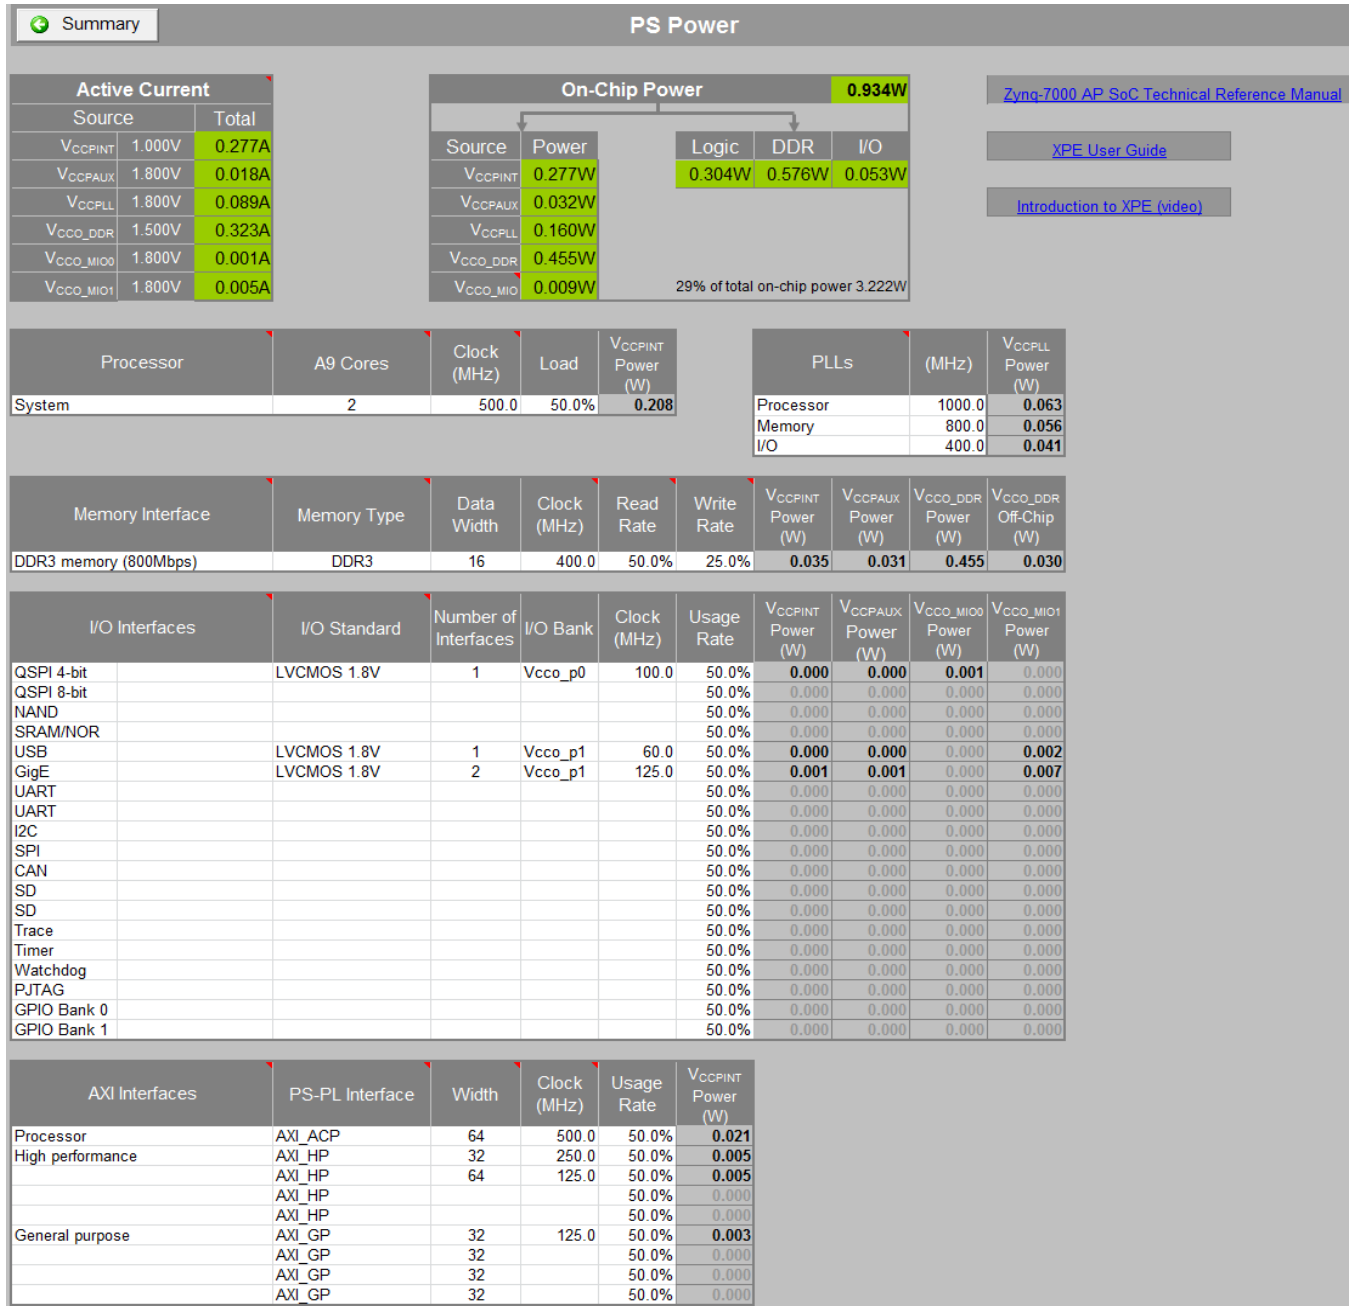 Summary PS Power
Active Current
Source Total
VCCPINT 1.000V 0.277A
VCCPAUX 1.800V 0.018A
VCCPLL 1.800V 0.089A
VCCO_DDR 1.500V 0.323A
VCCO_MIO0 1.800V 0.001A
VCCO_MIO1 1.800V 0.005A
On-Chip Power 0.934W
Source Power Logic DDR I/O
VCCPINT 0.277W 0.304W 0.576W 0.053W
VCCPAUX 0.032W
VCCPLL 0.160W
VCCO_DDR 0.455W
VCCO_MIO 0.009W 29% of total on-chip power 3.222W
Zynq-7000 AP SoC Technical Reference Manual
XPE User Guide
Introduction to XPE (video)
Processor A9 Cores Clock (MHz) Load VCCPINT Power (W)
System 2 500.0 50.0% 0.208
PLLs (MHz) VCCPLL Power (W)
Processor 1000.0 0.063
Memory 800.0 0.056
I/O 400.0 0.041
Memory Interface Memory Type Data Width Clock (MHz) Read Rate Write Rate VCCPINT Power (W) VCCPAUX Power (W) VCCO_DDR Power (W) VCCO_DDR Off-Chip (W)
DDR3 memory (800Mbps) DDR3 16 400.0 50.0% 25.0% 0.035 0.031 0.455 0.030
I/O Interfaces I/O Standard Number of Interfaces I/O Bank Clock (MHz) Usage Rate VCCPINT Power (W) VCCPAUX Power (W) VCCO_MIO0 Power (W) VCCO_MIO1 Power (W)
QSPI 4-bit LVCMOS 1.8V 1 Vcco_p0 100.0 50.0% 0.000 0.000 0.001 0.000
QSPI 8-bit 50.0% 0.000 0.000 0.000 0.000
NAND 50.0% 0.000 0.000 0.000 0.000
SRAM/NOR 50.0% 0.000 0.000 0.000 0.000
USB LVCMOS 1.8V 1 Vcco_p1 60.0 50.0% 0.000 0.000 0.000 0.002
GigE LVCMOS 1.8V 2 Vcco_p1 125.0 50.0% 0.001 0.001 0.000 0.007
UART 50.0% 0.000 0.000 0.000 0.000
UART 50.0% 0.000 0.000 0.000 0.000
I2C 50.0% 0.000 0.000 0.000 0.000
SPI 50.0% 0.000 0.000 0.000 0.000
CAN 50.0% 0.000 0.000 0.000 0.000
SD 50.0% 0.000 0.000 0.000 0.000
SD 50.0% 0.000 0.000 0.000 0.000
Trace 50.0% 0.000 0.000 0.000 0.000
Timer 50.0% 0.000 0.000 0.000 0.000
Watchdog 50.0% 0.000 0.000 0.000 0.000
PJTAG 50.0% 0.000 0.000 0.000 0.000
GPIO Bank 0 50.0% 0.000 0.000 0.000 0.000
GPIO Bank 1 50.0% 0.000 0.000 0.000 0.000
AXI Interfaces PS-PL Interface Width Clock (MHz) Usage Rate VCCPINT Power (W)
Processor AXI_ACP 64 500.0 50.0% 0.021
High performance AXI_HP 32 250.0 50.0% 0.005
AXI_HP 64 125.0 50.0% 0.005
AXI_HP 50.0% 0.000
AXI_HP 50.0% 0.000
General purpose AXI_GP 32 125.0 50.0% 0.003
AXI_GP 32 50.0% 0.000
AXI_GP 32 50.0% 0.000
AXI_GP 32 50.0% 0.000